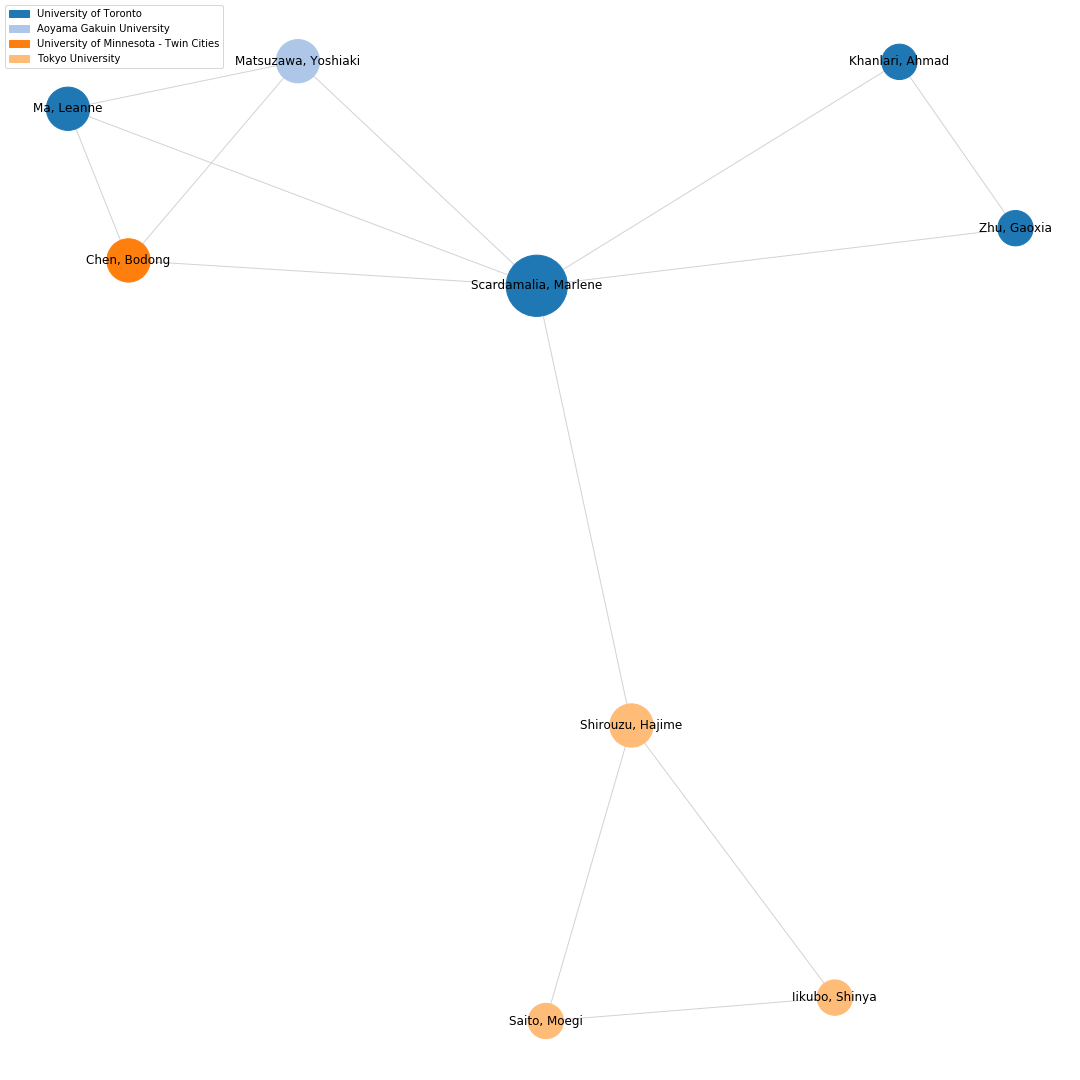 University of Toronto
Aoyama Gakuin University
University of Minnesota - Twin Cities
Tokyo University
Matsuzawa, Yoshiaki
Khanlari, Ahmad
Ma, Leanne
Zhu, Gaoxia
Chen, Bodong
Scardamalia, Marlene
Shirouzu, Hajime
Iikubo, Shinya
Saito, Moegi